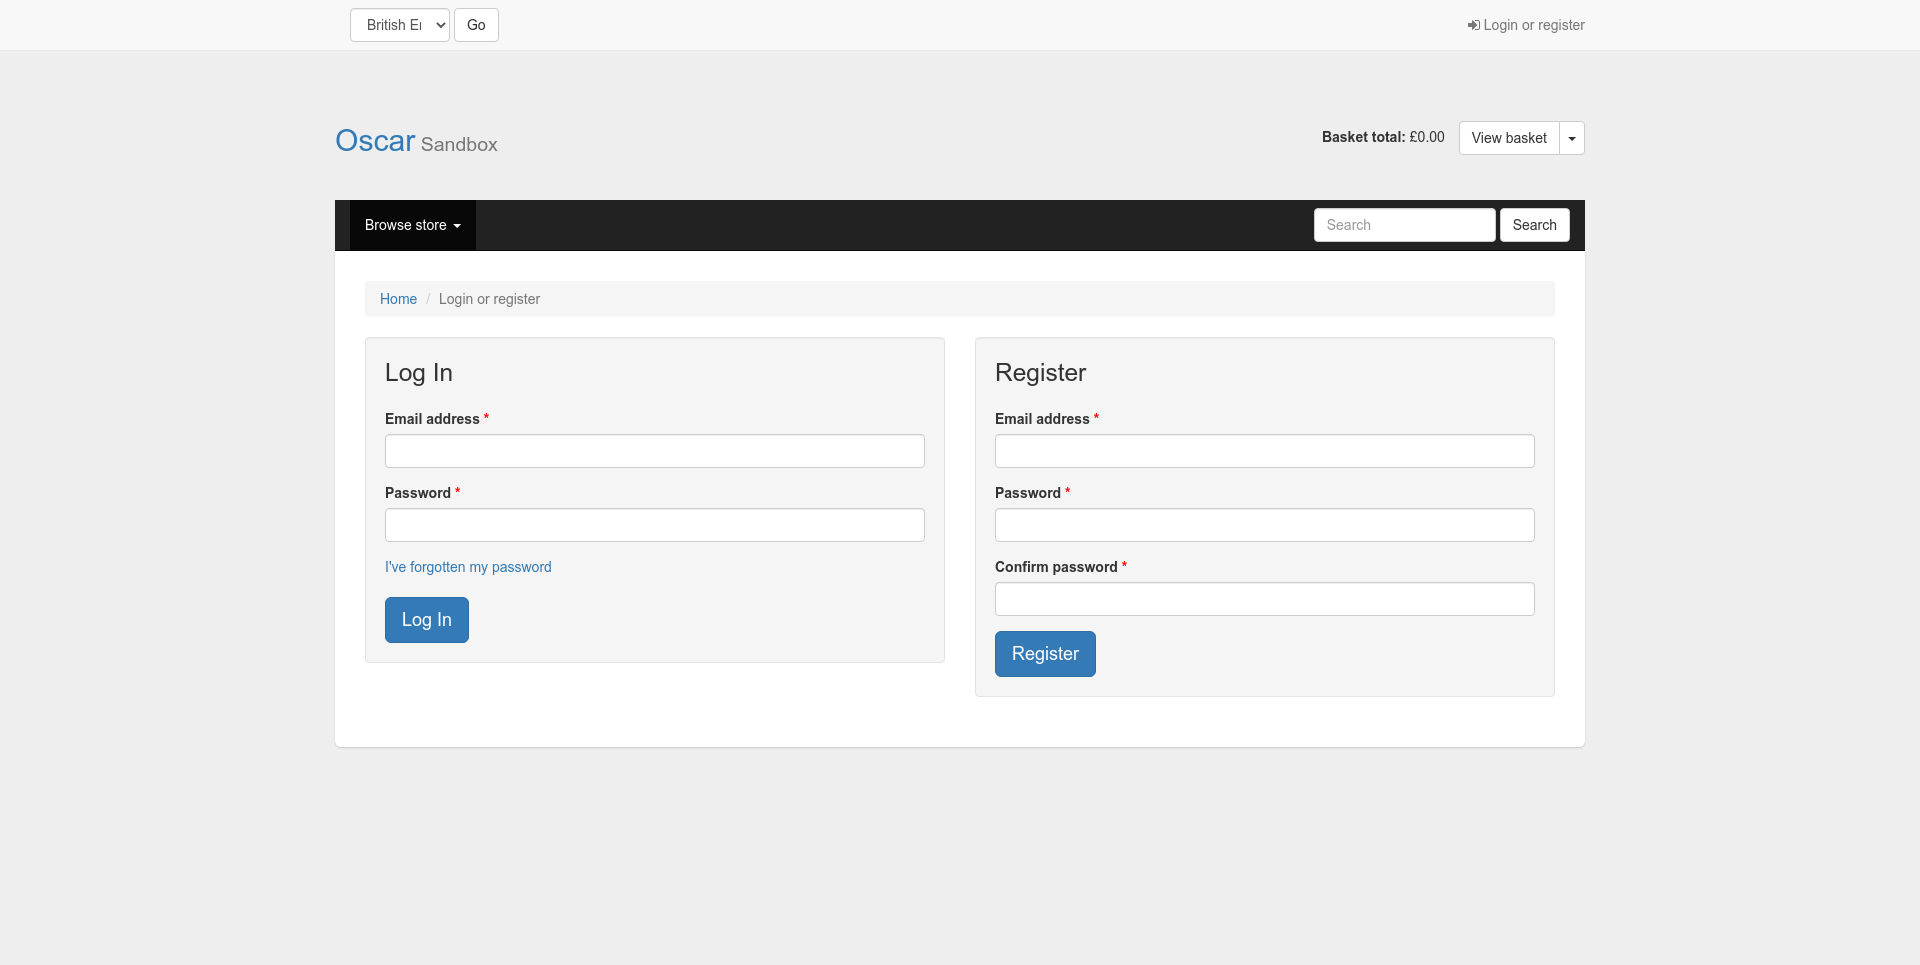 British Er Go Login or register
Oscar Sandbox Basket total: £0.00 View basket
Browse store Search Search
Home / Login or register
Log In
Email address *
Password *
I've forgotten my password
Log In
Register
Email address *
Password *
Confirm password *
Register